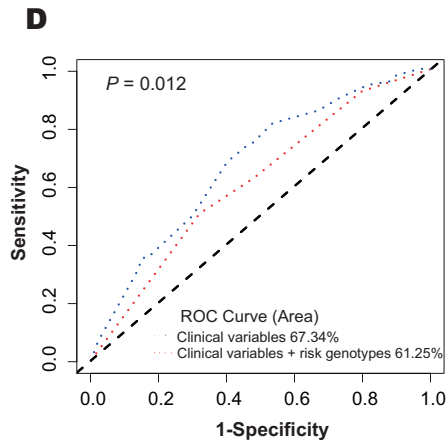 D
P = 0.012
Sensitivity
1.0
0.8
0.6
0.4
0.2
0.0
ROC Curve (Area)
Clinical variables 67.34%
Clinical variables + risk genotypes 61.25%
0.0 0.2 0.4 0.6 0.8 1.0
1-Specificity